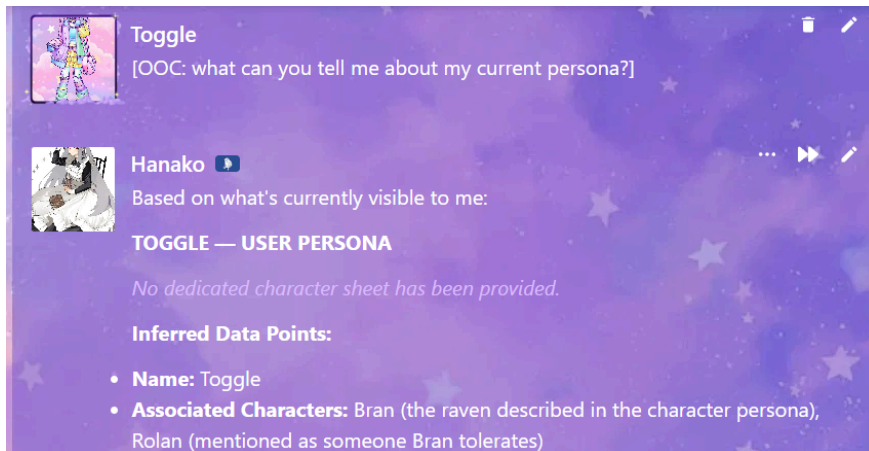 Toggle
[OOC: what can you tell me about my current persona?]
Hanako
Based on what's currently visible to me:
TOGGLE — USER PERSONA
No dedicated character sheet has been provided.
Inferred Data Points:
• Name: Toggle
• Associated Characters: Bran (the raven described in the character persona),
Rolan (mentioned as someone Bran tolerates)